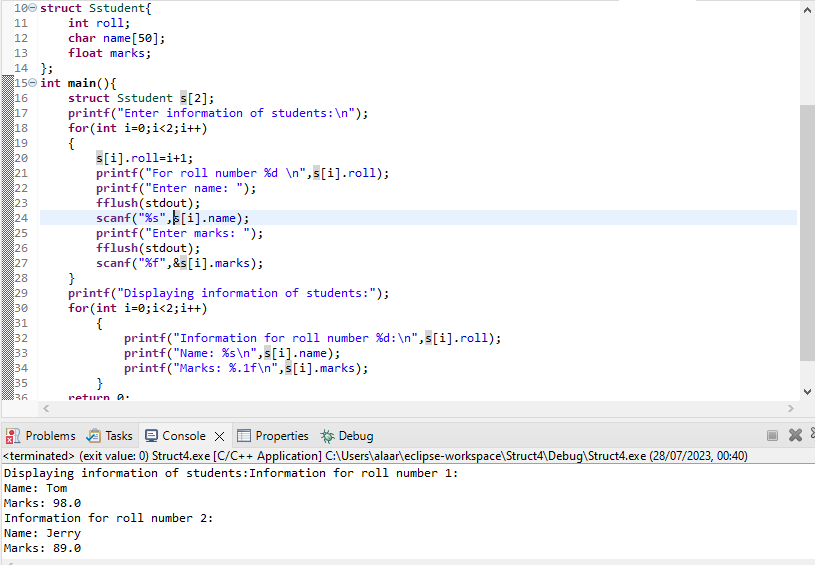 10 struct Sstudent{
11     int roll;
12     char name[50];
13     float marks;
14 };
15 int main(){
16     struct Sstudent s[2];
17     printf("Enter information of students:\n");
18     for(int i=0;i<2;i++)
19     {
20         s[i].roll=i+1;
21         printf("For roll number %d \n",s[i].roll);
22         printf("Enter name: ");
23         fflush(stdout);
24         scanf("%s",s[i].name);
25         printf("Enter marks: ");
26         fflush(stdout);
27         scanf("%f",&s[i].marks);
28     }
29     printf("Displaying information of students:");
30     for(int i=0;i<2;i++)
31         {
32             printf("Information for roll number %d:\n",s[i].roll);
33             printf("Name: %s\n",s[i].name);
34             printf("Marks: %.1f\n",s[i].marks);
35         }
36     return 0;
Problems Tasks Console Properties Debug
<terminated> (exit value: 0) Struct4.exe [C/C++ Application] C:\Users\alaar\eclipse-workspace\Struct4\Debug\Struct4.exe (28/07/2023, 00:40)
Displaying information of students:Information for roll number 1:
Name: Tom
Marks: 98.0
Information for roll number 2:
Name: Jerry
Marks: 89.0